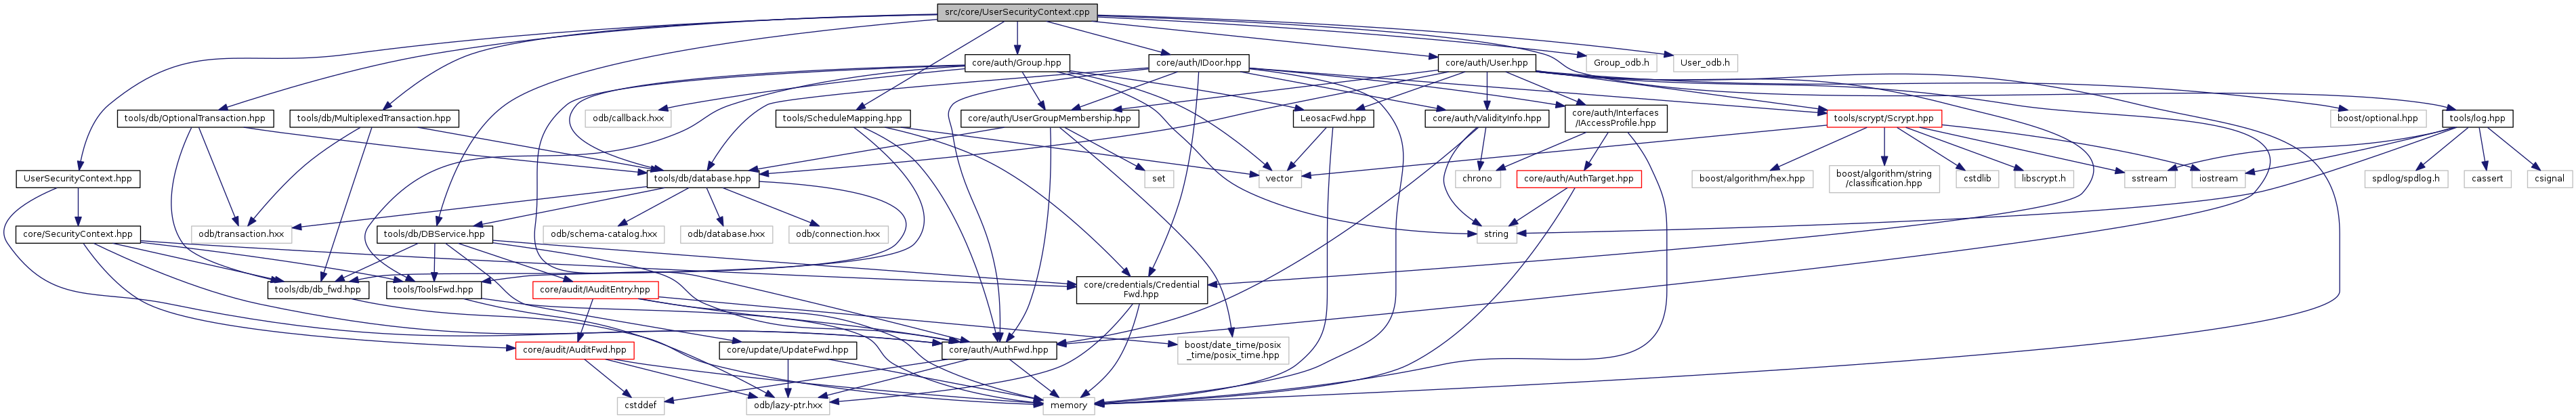 src/core/UserSecurityContext.cpp
core/auth/Group.hpp
core/auth/IDoor.hpp
core/auth/User.hpp
Group_odb.h
User_odb.h
tools/db/OptionalTransaction.hpp
tools/db/MultiplexedTransaction.hpp
odb/callback.hxx
tools/ScheduleMapping.hpp
core/auth/UserGroupMembership.hpp
LeosacFwd.hpp
core/auth/ValidityInfo.hpp
core/auth/Interfaces
/IAccessProfile.hpp
tools/scrypt/Scrypt.hpp
boost/optional.hpp
tools/log.hpp
UserSecurityContext.hpp
tools/db/database.hpp
set
vector
chrono
core/auth/AuthTarget.hpp
boost/algorithm/hex.hpp
boost/algorithm/string
/classification.hpp
cstdlib
libscrypt.h
sstream
iostream
spdlog/spdlog.h
cassert
csignal
core/SecurityContext.hpp
odb/transaction.hxx
tools/db/DBService.hpp
odb/schema-catalog.hxx
odb/database.hxx
odb/connection.hxx
string
tools/db/db_fwd.hpp
tools/ToolsFwd.hpp
core/audit/IAuditEntry.hpp
core/credentials/Credential
Fwd.hpp
core/audit/AuditFwd.hpp
core/update/UpdateFwd.hpp
core/auth/AuthFwd.hpp
boost/date_time/posix
_time/posix_time.hpp
cstddef
odb/lazy-ptr.hxx
memory